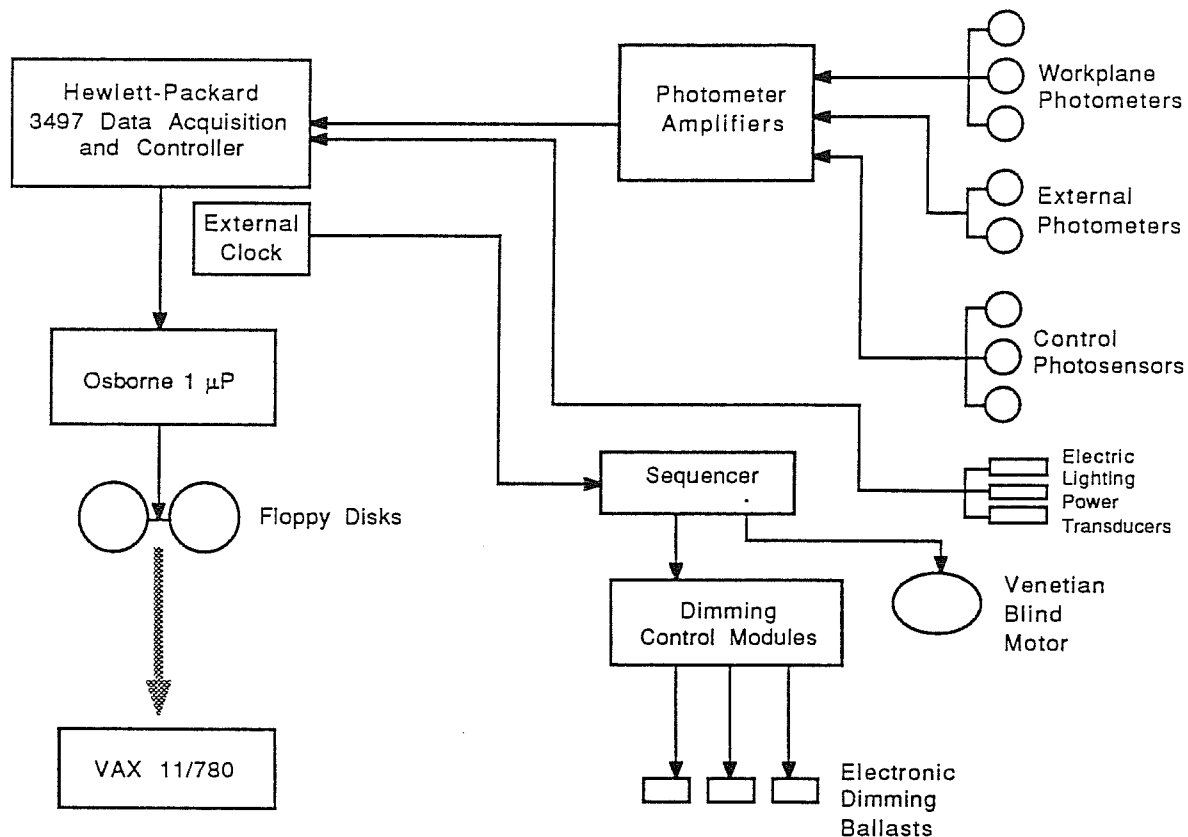 Hewlett-Packard
3497 Data Acquisition
and Controller
Photometer
Amplifiers
Workplane
Photometers
External
Photometers
External
Clock
Control
Photosensors
Osborne 1 µP
Electric
Lighting
Power
Transducers
Sequencer
Floppy Disks
Dimming
Control Modules
Venetian
Blind
Motor
VAX 11/780
Electronic
Dimming
Ballasts